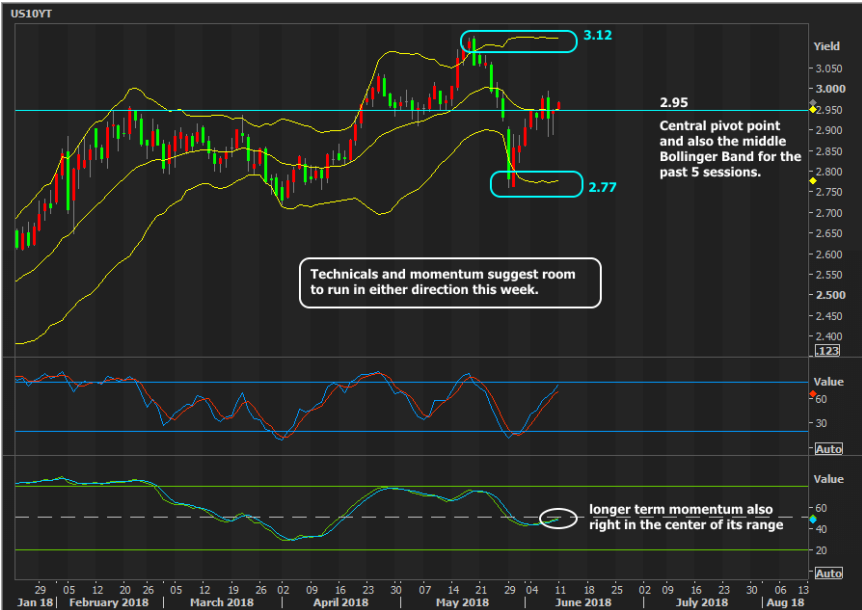 US10YT
3.12
Yield
3.050
3.000
2.95
2.950
Central pivot point
and also the middle
Bollinger Band for the
past 5 sessions.
2.900
2.850
2.800
2.750
2.77
2.700
2.650
2.600
2.550
Technicals and momentum suggest room
to run in either direction this week.
2.500
2.450
2.400
.123
Value
60
30
Auto
Value
60
longer term momentum also
right in the center of its range
40
20
Auto
29 05 12 20 26 05 12 19 26 02 09 16 23 30 07 14 21 29 04 11 18 25 02 09 16 23 30 06 13
Jan 18 February 2018 March 2018 April 2018 May 2018 June 2018 July 2018 Aug 18